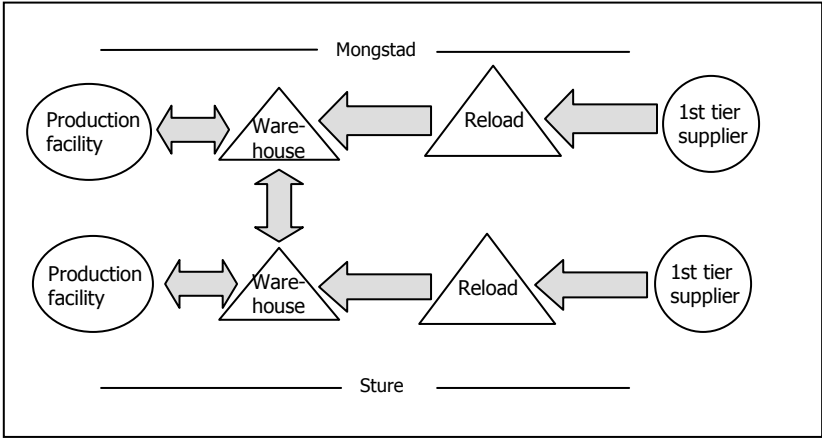 Mongstad
Production
facility
Ware-
house
Reload
1st tier
supplier
Production
facility
Ware-
house
Reload
1st tier
supplier
Sture